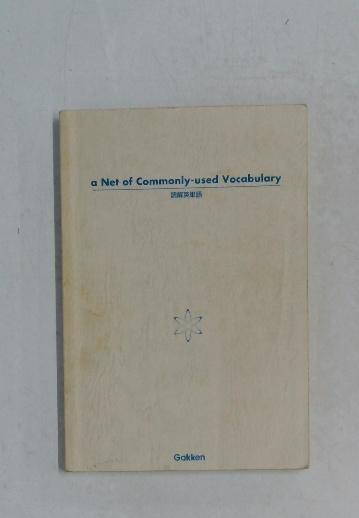 a Net of Commonly-used Vocabulary
読解英単語
Gakken